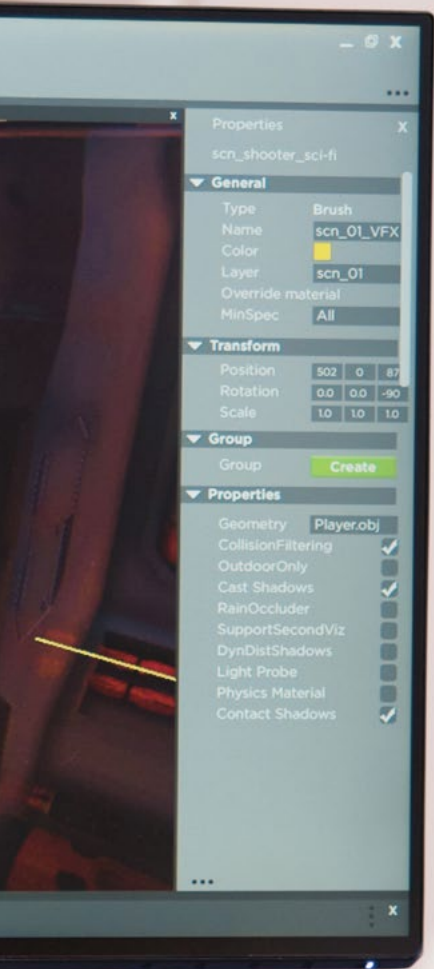 Properties X
scn_shooter_sci-fi
General
Type Brush
Name scn_01_VFX
Color
Layer scn_01
Override material
MinSpec All
Transform
Position 502 0 87
Rotation 0.0 0.0 -90
Scale 1.0 1.0 1.0
Group
Group Create
Properties
Geometry Player.obj
CollisionFiltering
OutdoorOnly
Cast Shadows
RainOccluder
SupportSecondViz
DynDistShadows
Light Probe
Physics Material
Contact Shadows